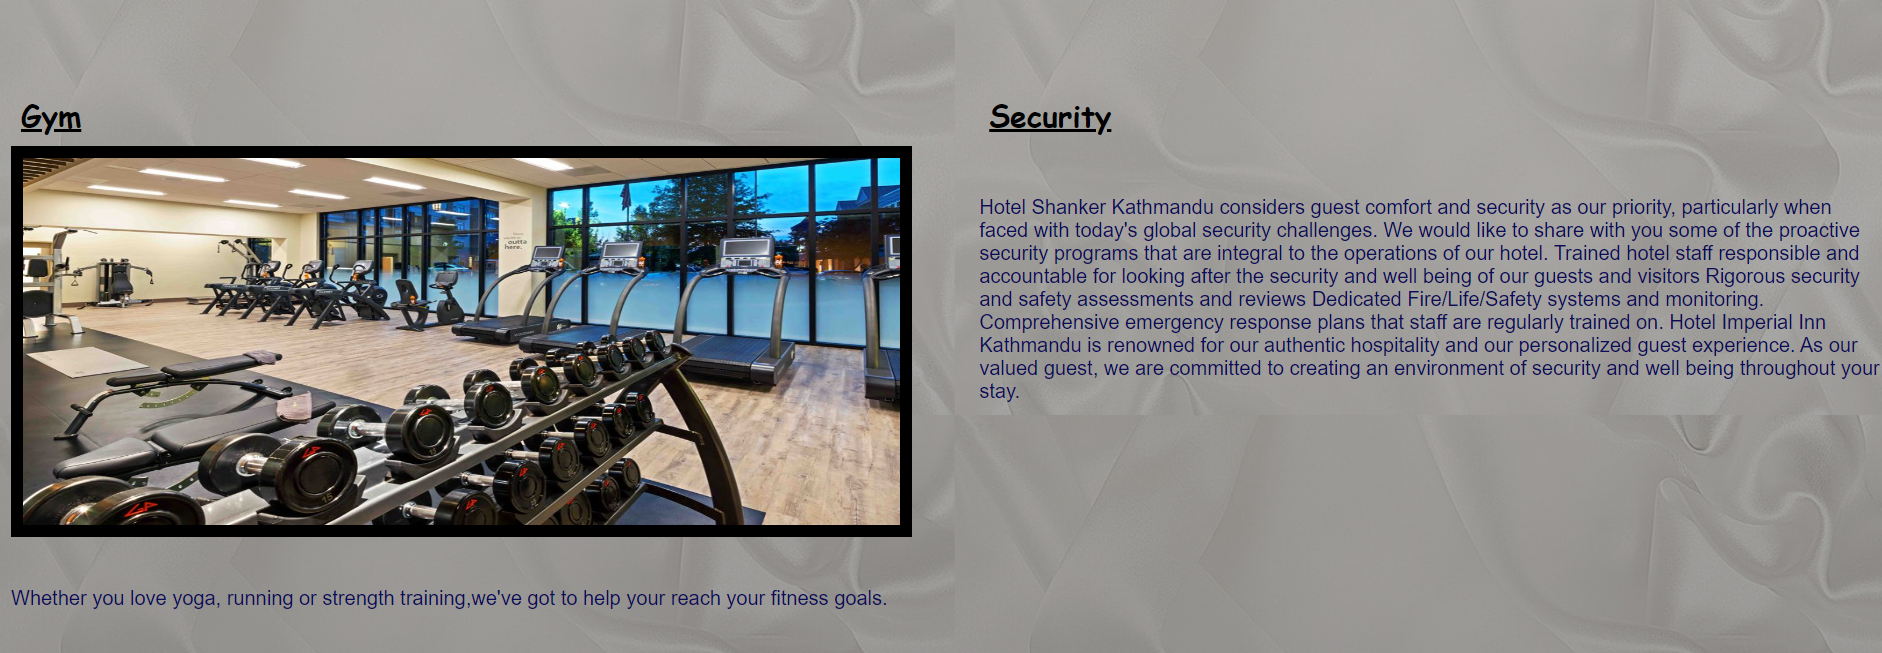 Gym
outta
here.
Whether you love yoga, running or strength training,we've got to help your reach your fitness goals.
Security
Hotel Shanker Kathmandu considers guest comfort and security as our priority, particularly when
faced with today's global security challenges. We would like to share with you some of the proactive
security programs that are integral to the operations of our hotel. Trained hotel staff responsible and
accountable for looking after the security and well being of our guests and visitors Rigorous security
and safety assessments and reviews Dedicated Fire/Life/Safety systems and monitoring.
Comprehensive emergency response plans that staff are regularly trained on. Hotel Imperial Inn
Kathmandu is renowned for our authentic hospitality and our personalized guest experience. As our
valued guest, we are committed to creating an environment of security and well being throughout your
stay.